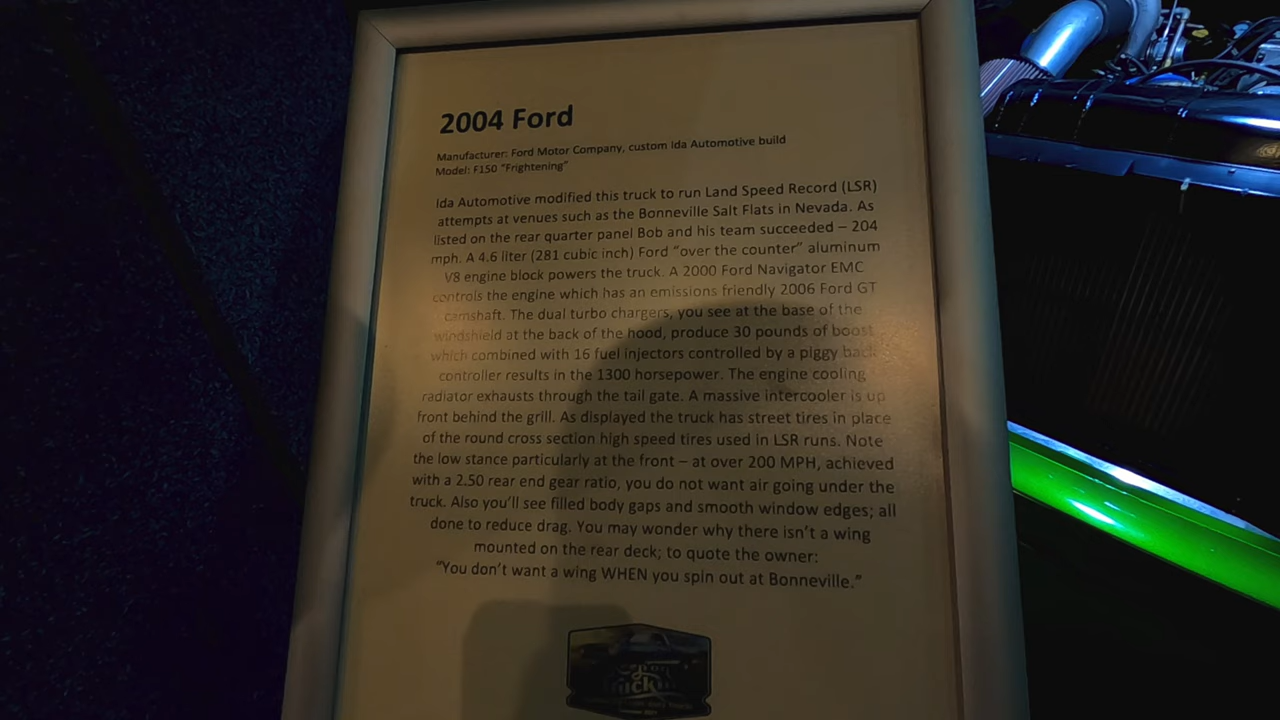 2004 Ford
Manufacturer: Ford Motor Company, custom Ida Automotive build
Model: F150 "Frightening"
Ida Automotive modified this truck to run Land Speed Record (LSR)
attempts at venues such as the Bonneville Salt Flats in Nevada. As
listed on the rear quarter panel Bob and his team succeeded – 204
mph. A 4.6 liter (281 cubic inch) Ford "over the counter" aluminum
V8 engine block powers the truck. A 2000 Ford Navigator EMC
controls the engine which has an emissions friendly 2006 Ford GT
camshaft. The dual turbo chargers, you see at the base of the
windshield at the back of the hood, produce 30 pounds of boost
which combined with 16 fuel injectors controlled by a piggy back
controller results in the 1300 horsepower. The engine cooling
radiator exhausts through the tail gate. A massive intercooler is up
front behind the grill. As displayed the truck has street tires in place
of the round cross section high speed tires used in LSR runs. Note
the low stance particularly at the front – at over 200 MPH, achieved
with a 2.50 rear end gear ratio, you do not want air going under the
truck. Also you'll see filled body gaps and smooth window edges; all
done to reduce drag. You may wonder why there isn't a wing
mounted on the rear deck; to quote the owner:
"You don't want a wing WHEN you spin out at Bonneville."